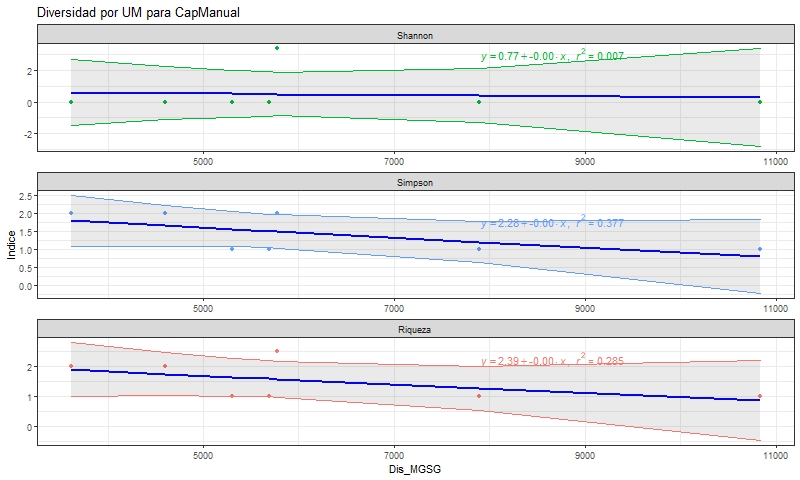 Diversidad por UM para CapManual
Shannon
y = 0.77 + -0.00 · x, r² = 0.007
2
0
-2
5000 7000 9000 11000
Simpson
y = 2.28 + -0.00 · x, r² = 0.377
2.5
2.0
1.5
1.0
0.5
0.0
Indice
5000 7000 9000 11000
Riqueza
y = 2.39 + -0.00 · x, r² = 0.285
2
1
0
5000 7000 9000 11000
Dis_MGSG